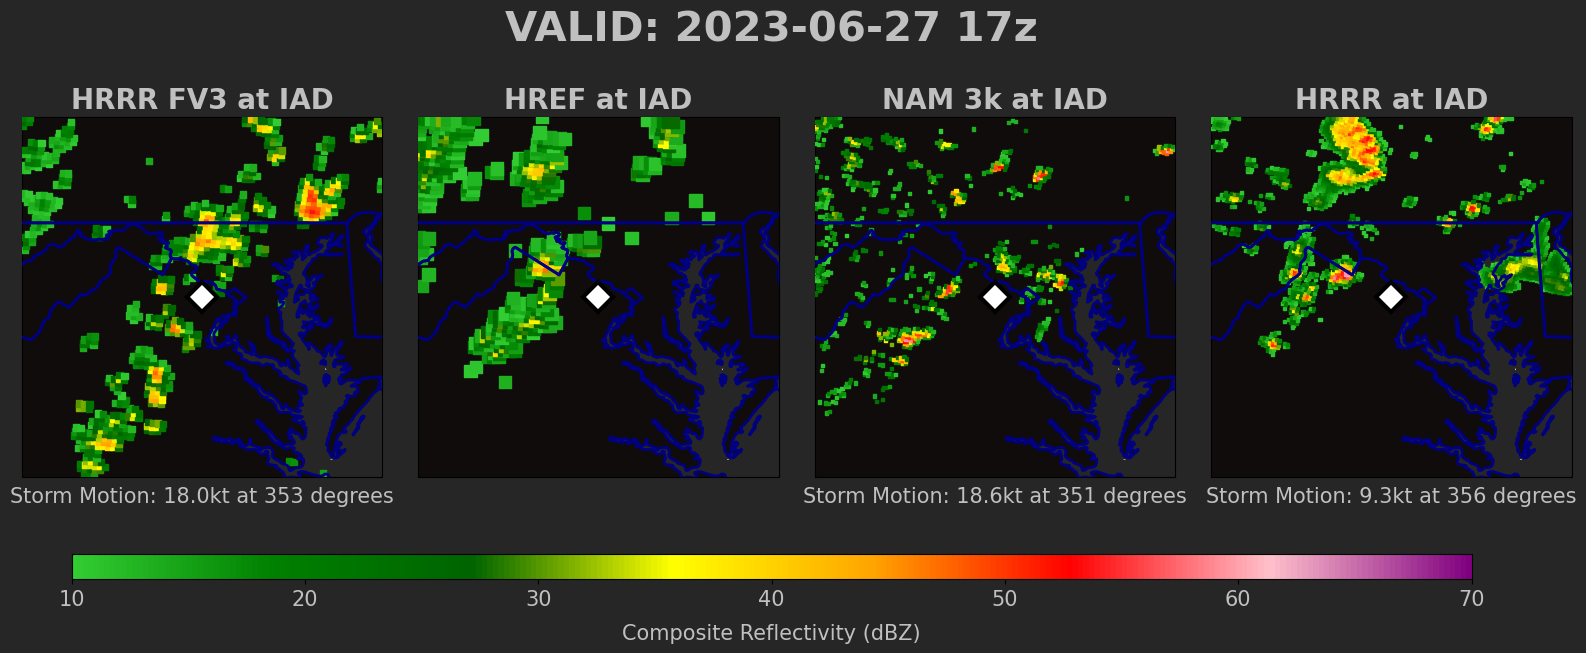 VALID: 2023-06-27 17z
HRRR FV3 at IAD
HREF at IAD
NAM 3k at IAD
HRRR at IAD
Storm Motion: 18.0kt at 353 degrees
Storm Motion: 18.6kt at 351 degrees
Storm Motion: 9.3kt at 356 degrees
10 20 30 40 50 60 70
Composite Reflectivity (dBZ)